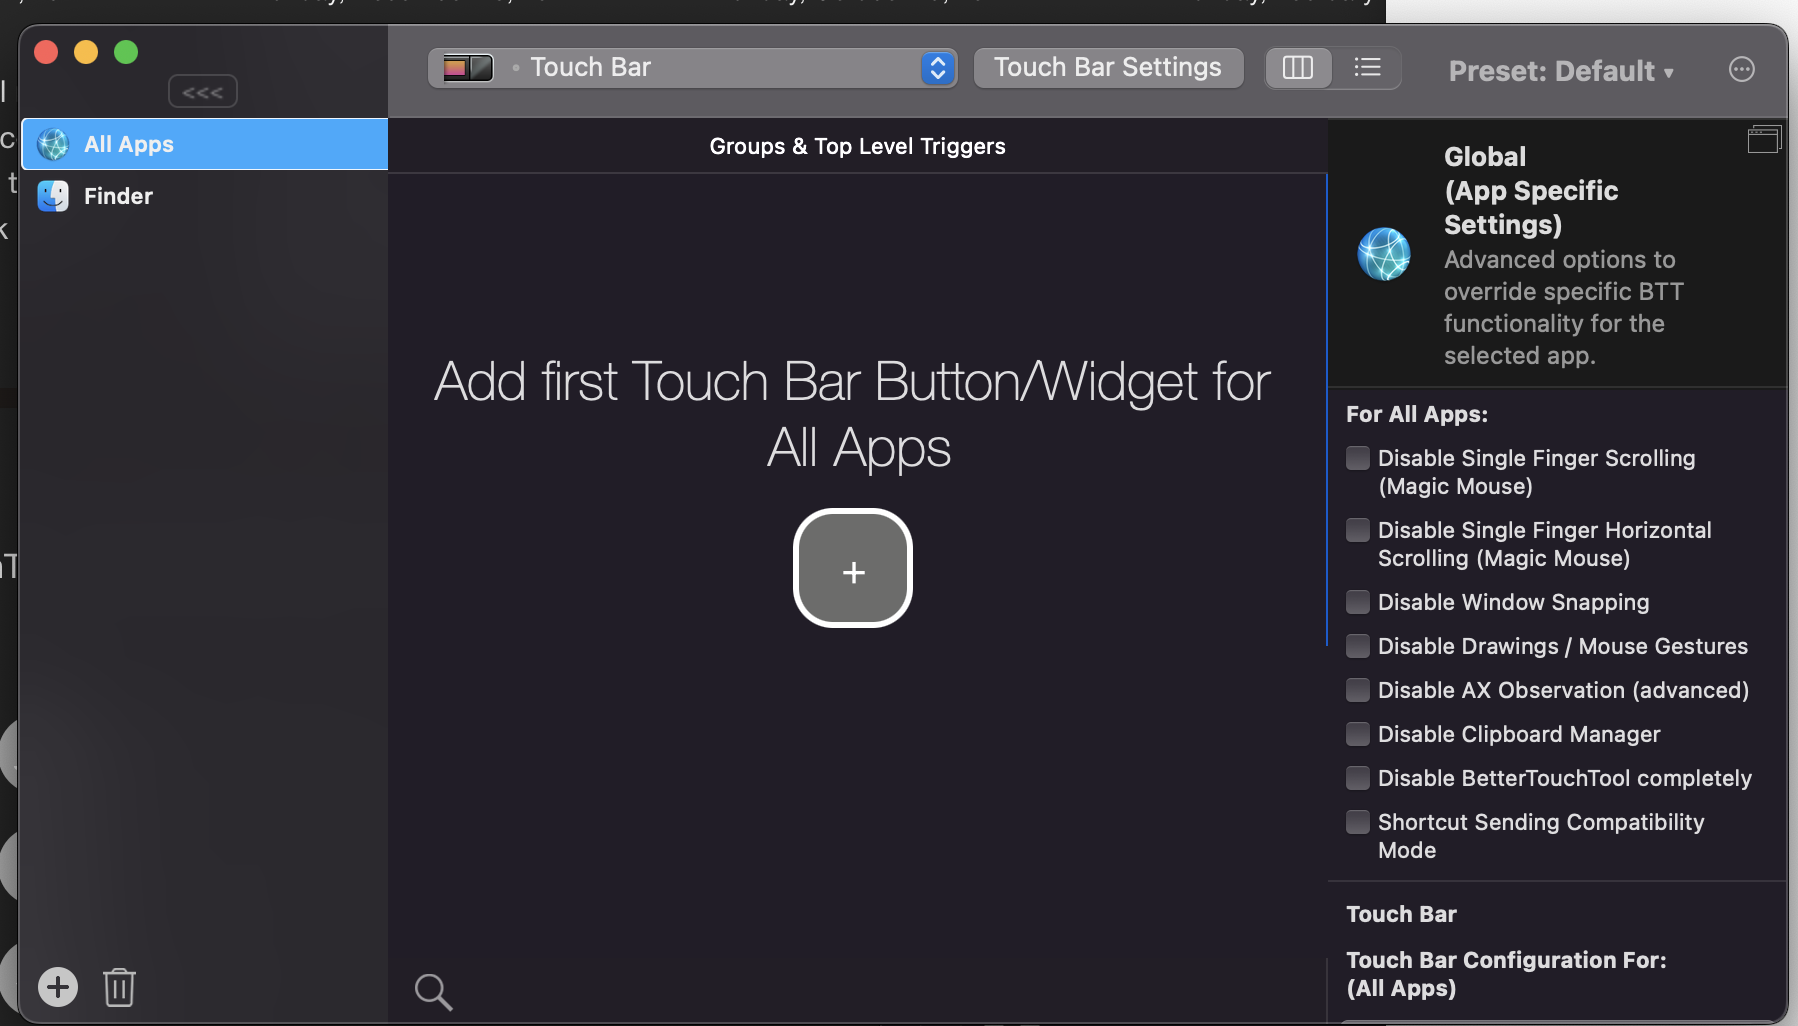 Touch Bar
Touch Bar Settings
Preset: Default ▾
<<<
All Apps
Finder
Groups & Top Level Triggers
Add first Touch Bar Button/Widget for
All Apps
+
Global
(App Specific
Settings)
Advanced options to
override specific BTT
functionality for the
selected app.
For All Apps:
Disable Single Finger Scrolling
(Magic Mouse)
Disable Single Finger Horizontal
Scrolling (Magic Mouse)
Disable Window Snapping
Disable Drawings / Mouse Gestures
Disable AX Observation (advanced)
Disable Clipboard Manager
Disable BetterTouchTool completely
Shortcut Sending Compatibility
Mode
Touch Bar
Touch Bar Configuration For:
(All Apps)